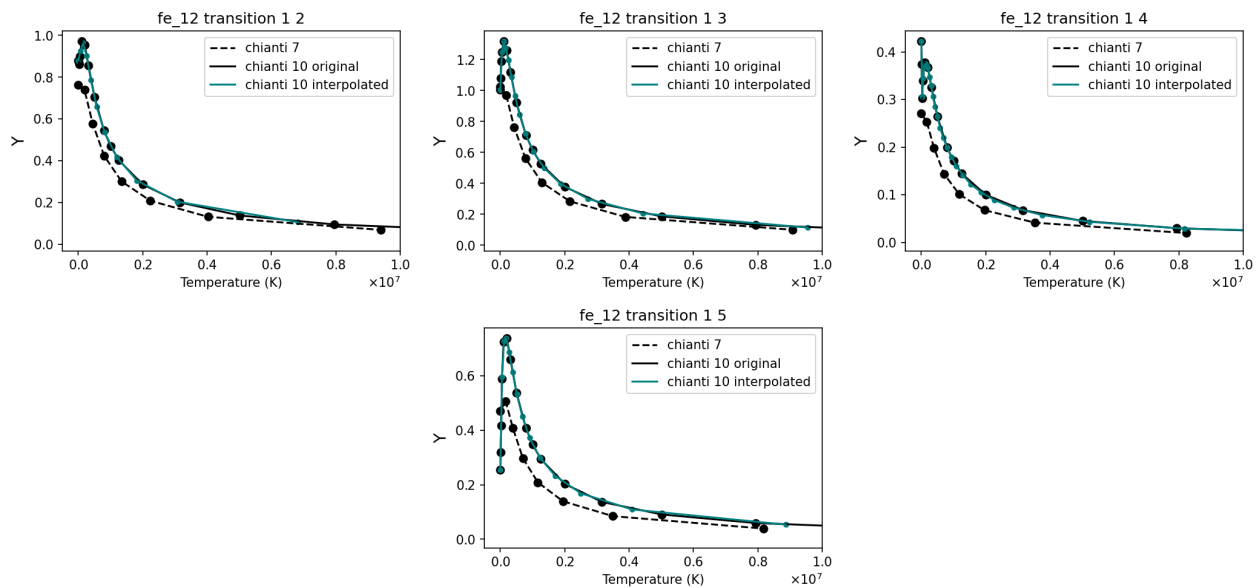 fe_12 transition 1 2
chianti 7
chianti 10 original
chianti 10 interpolated
Y
1.0
0.8
0.6
0.4
0.2
0.0
0.0 0.2 0.4 0.6 0.8 1.0
Temperature (K)
×10⁷
fe_12 transition 1 3
chianti 7
chianti 10 original
chianti 10 interpolated
Y
1.2
1.0
0.8
0.6
0.4
0.2
0.0
0.0 0.2 0.4 0.6 0.8 1.0
Temperature (K)
×10⁷
fe_12 transition 1 4
chianti 7
chianti 10 original
chianti 10 interpolated
Y
0.4
0.3
0.2
0.1
0.0
0.0 0.2 0.4 0.6 0.8 1.0
Temperature (K)
×10⁷
fe_12 transition 1 5
chianti 7
chianti 10 original
chianti 10 interpolated
Y
0.6
0.4
0.2
0.0
0.0 0.2 0.4 0.6 0.8 1.0
Temperature (K)
×10⁷